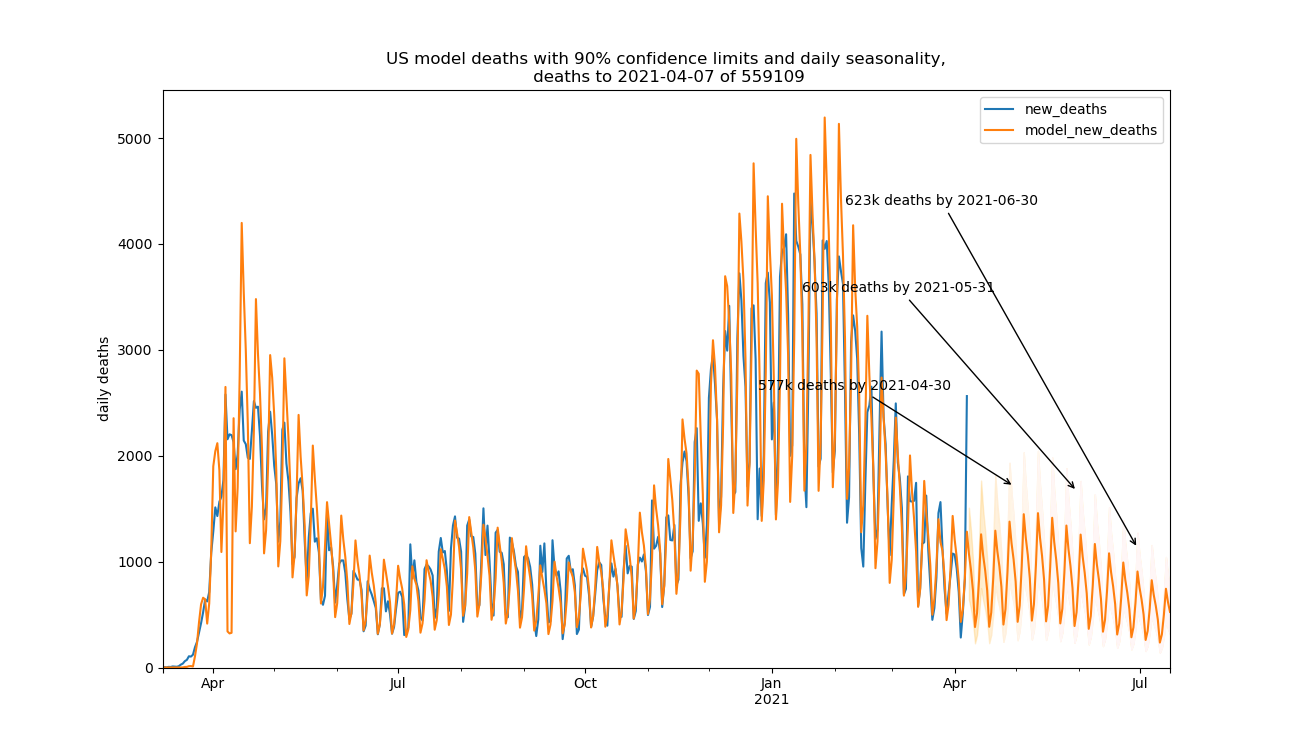 US model deaths with 90% confidence limits and daily seasonality,
deaths to 2021-04-07 of 559109
new_deaths
model_new_deaths
5000
4000
3000
2000
1000
0
daily deaths
623k deaths by 2021-06-30
603k deaths by 2021-05-31
577k deaths by 2021-04-30
Apr Jul Oct Jan Apr Jul
2021